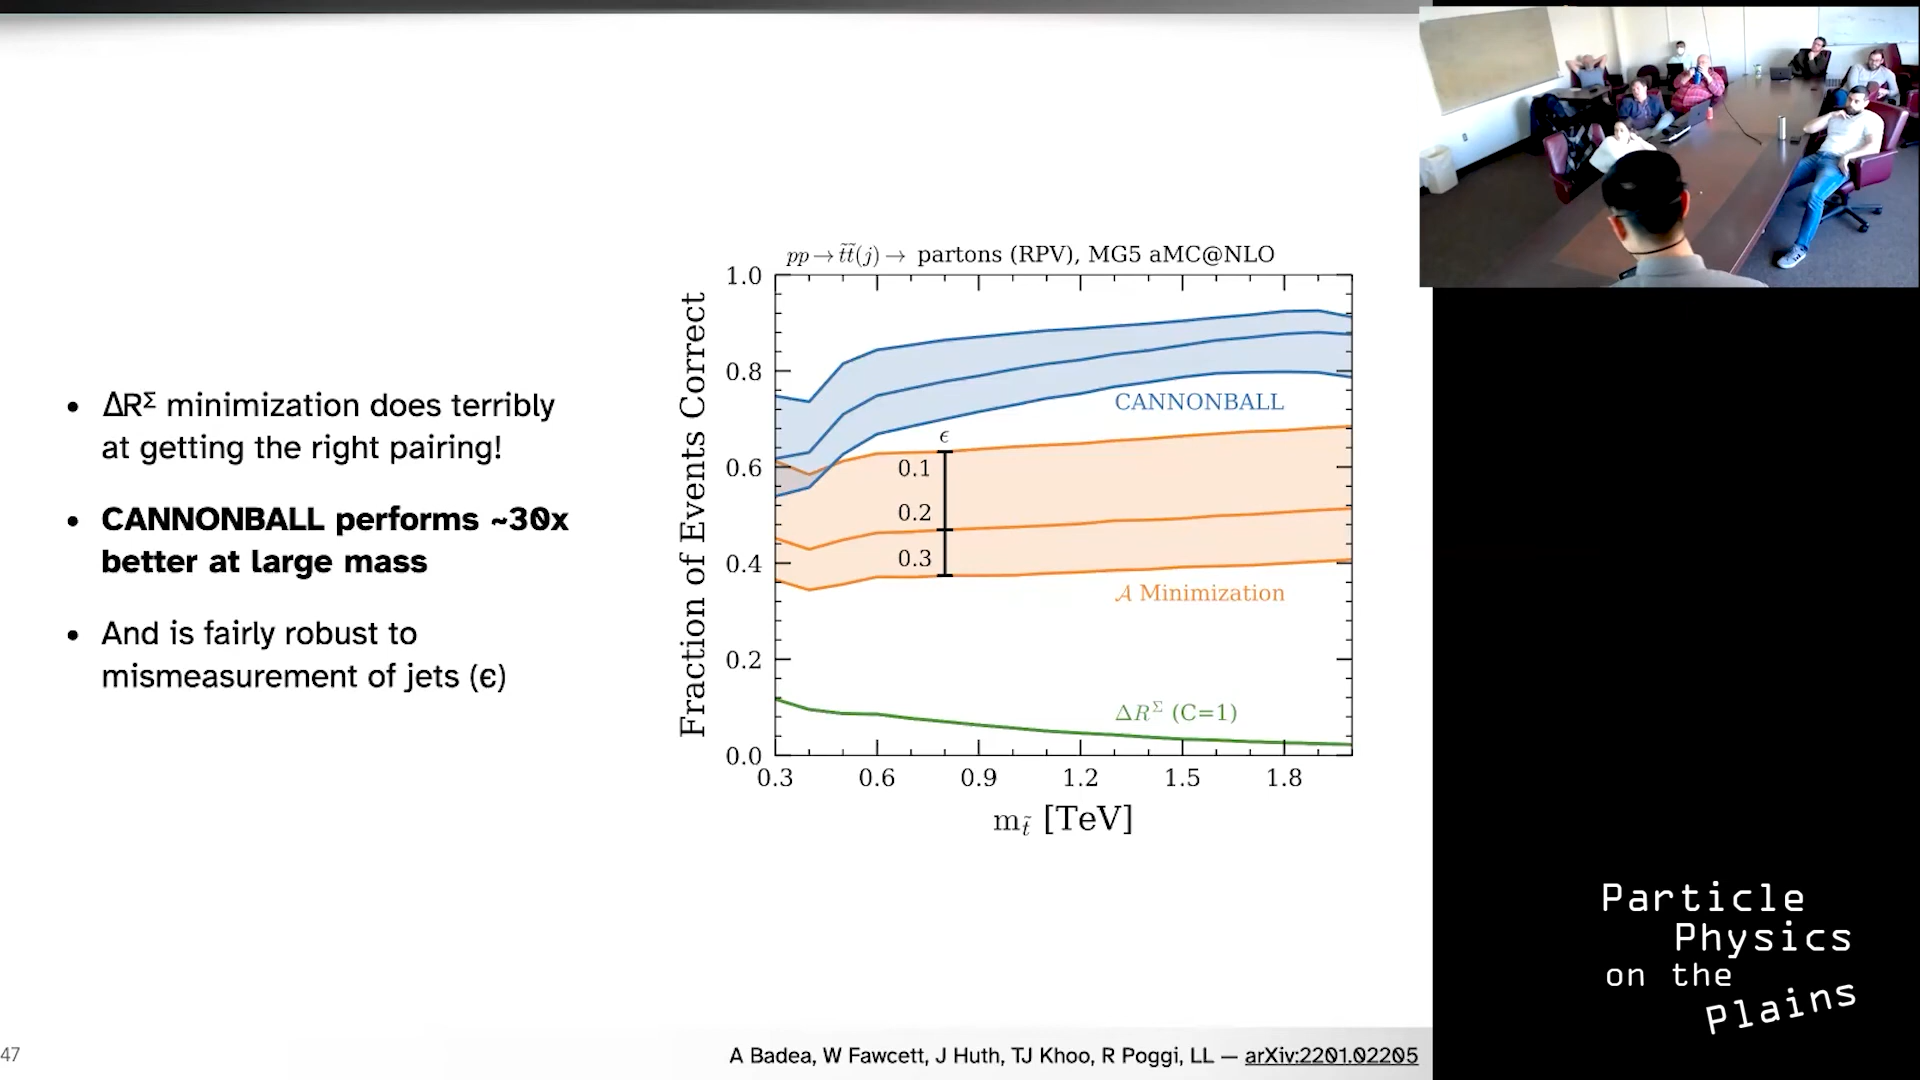 • ΔR^Σ minimization does terribly
at getting the right pairing!
• CANNONBALL performs ~30x
better at large mass
• And is fairly robust to
mismeasurement of jets (ϵ)
pp→t̃t̃(j)→ partons (RPV), MG5 aMC@NLO
Fraction of Events Correct
1.0
0.8
0.6
0.4
0.2
0.0
CANNONBALL
ϵ
0.1
0.2
0.3
𝒜 Minimization
ΔR^Σ (C=1)
0.3 0.6 0.9 1.2 1.5 1.8
m_t̃ [TeV]
47
A Badea, W Fawcett, J Huth, TJ Khoo, R Poggi, LL — arXiv:2201.02205
Particle
Physics
on the
Plains